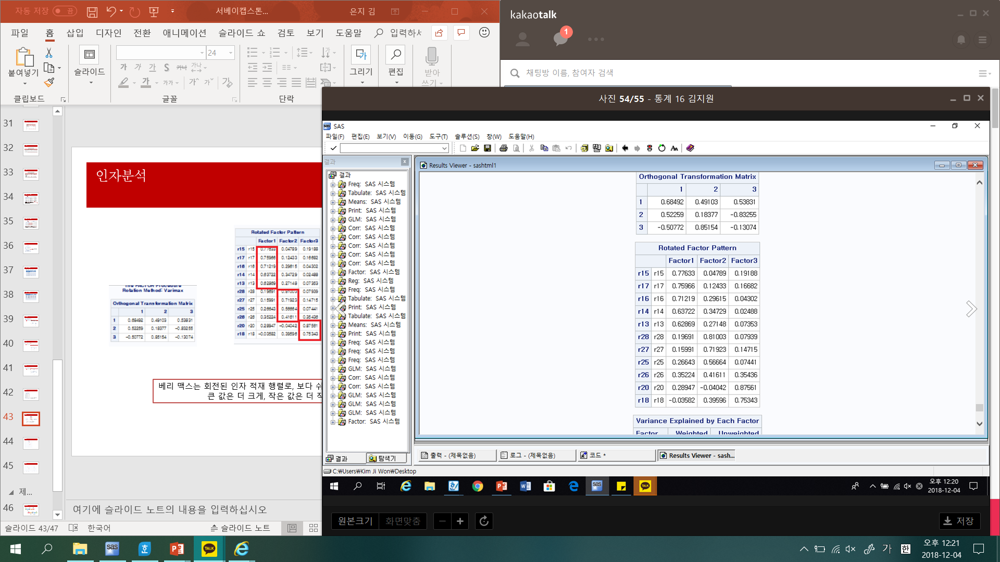 자동 저장 끔 서베이캡스톤... 은지 김
파일 홈 삽입 디자인 전환 애니메이션 슬라이드 쇼 검토 보기 도움말 입력하
붙여넣기 슬라이드 24 그리기 편집 받아쓰기
클립보드 글꼴 단락
31
32
33
34
35
36
37
38
39
40
41
42
43
44
45
제...
46
인자분석
Rotation Method: Varimax
Orthogonal Transformation Matrix
1 2 3
1 0.68492 0.49103 0.53831
2 0.52259 0.18377 -0.83255
3 -0.50772 0.85154 -0.13074
Rotated Factor Pattern
Factor1 Factor2 Factor3
r15 r15 0.77633 0.04789 0.19188
r17 r17 0.75966 0.12433 0.16682
r16 r16 0.71219 0.29615 0.04302
r14 r14 0.63722 0.34729 0.02488
r13 r13 0.62869 0.27148 0.07353
r28 r28 0.19691 0.81003 0.07939
r27 r27 0.15991 0.71923 0.14715
r25 r25 0.26643 0.56664 0.07441
r26 r26 0.35224 0.41611 0.35436
r20 r20 0.28947 -0.04042 0.87561
r18 r18 -0.03582 0.39596 0.75343
베리 맥스는 회전된 인자 적재 행렬로, 보다 쉬
큰 값은 더 크게, 작은 값은 더 작
여기에 슬라이드 노트의 내용을 입력하십시오
슬라이드 43/47 한국어 슬라이드 노트
kakaotalk
1
채팅방 이름, 참여자 검색
사진 54/55 - 통계 16 김지원
SAS
파일(F) 편집(E) 보기(V) 이동(G) 도구(T) 솔루션(S) 창(W) 도움말(H)
결과
결과
Freq: SAS 시스템
Tabulate: SAS 시스템
Means: SAS 시스템
Print: SAS 시스템
GLM: SAS 시스템
Corr: SAS 시스템
Corr: SAS 시스템
Corr: SAS 시스템
Corr: SAS 시스템
Corr: SAS 시스템
Factor: SAS 시스템
Reg: SAS 시스템
Freq: SAS 시스템
Tabulate: SAS 시스템
Print: SAS 시스템
Tabulate: SAS 시스템
Means: SAS 시스템
Print: SAS 시스템
Freq: SAS 시스템
Freq: SAS 시스템
Freq: SAS 시스템
GLM: SAS 시스템
Corr: SAS 시스템
Corr: SAS 시스템
GLM: SAS 시스템
GLM: SAS 시스템
GLM: SAS 시스템
Factor: SAS 시스템
결과 탐색기
Results Viewer - sashtml1
Orthogonal Transformation Matrix
1 2 3
1 0.68492 0.49103 0.53831
2 0.52259 0.18377 -0.83255
3 -0.50772 0.85154 -0.13074
Rotated Factor Pattern
Factor1 Factor2 Factor3
r15 r15 0.77633 0.04789 0.19188
r17 r17 0.75966 0.12433 0.16682
r16 r16 0.71219 0.29615 0.04302
r14 r14 0.63722 0.34729 0.02488
r13 r13 0.62869 0.27148 0.07353
r28 r28 0.19691 0.81003 0.07939
r27 r27 0.15991 0.71923 0.14715
r25 r25 0.26643 0.56664 0.07441
r26 r26 0.35224 0.41611 0.35436
r20 r20 0.28947 -0.04042 0.87561
r18 r18 -0.03582 0.39596 0.75343
Variance Explained by Each Factor
Factor Weighted Unweighted
출력 - (제목없음) 로그 - (제목없음) 코드 * Results Viewer - sash...
C:₩Users₩Kim Ji Won₩Desktop
오후 12:20
2018-12-04
원본크기 화면맞춤 저장
가 한 오후 12:21
2018-12-04